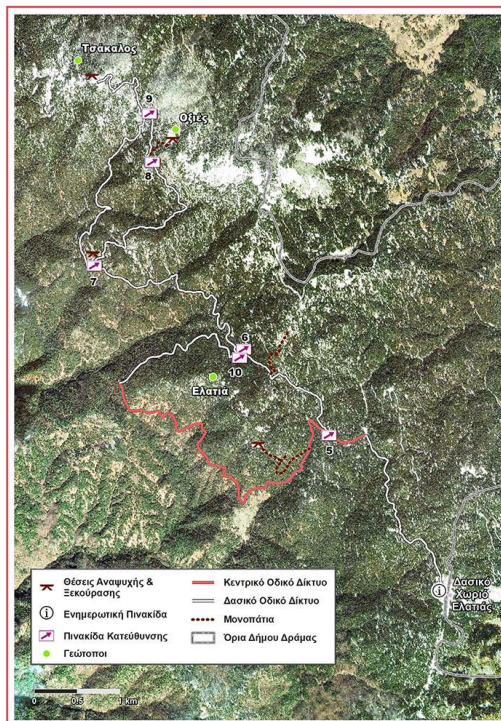 Τσάκαλος
9
Οξιές
8
7
6
10
Ελατιά
5
Δασικό
Χωριό
Ελατιάς
Θέσεις Αναψυχής &
Ξεκούρασης
Ενημερωτική Πινακίδα
Πινακίδα Κατεύθυνσης
Γεώτοποι
Κεντρικό Οδικό Δίκτυο
Δασικό Οδικό Δίκτυο
Μονοπάτια
Όρια Δήμου Δράμας
0 0.5 1 km